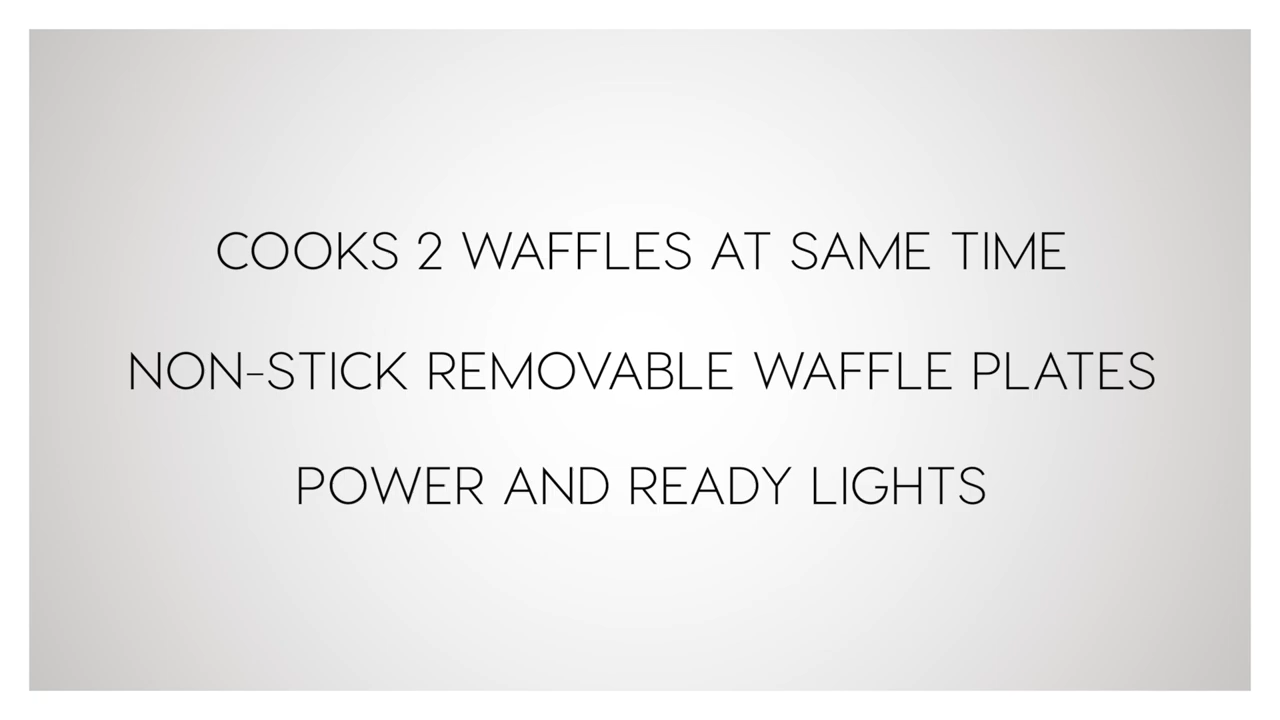 COOKS 2 WAFFLES AT SAME TIME
NON-STICK REMOVABLE WAFFLE PLATES
POWER AND READY LIGHTS